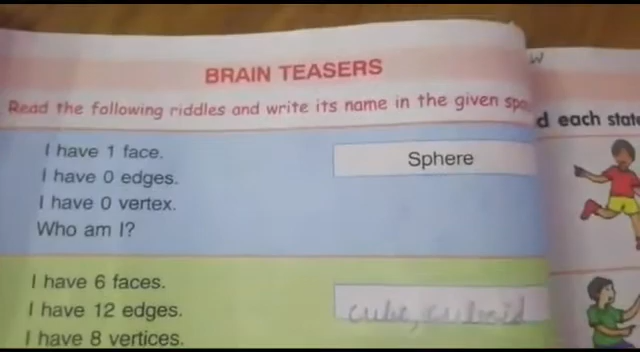 W
BRAIN TEASERS
Read the following riddles and write its name in the given
d each
I have 1 face.
Sphere
I have 0 edges.
I have 0 vertex.
Who am I?
I have 6 faces.
I have 12 edges.
cube, cuboid
I have 8 vertices.